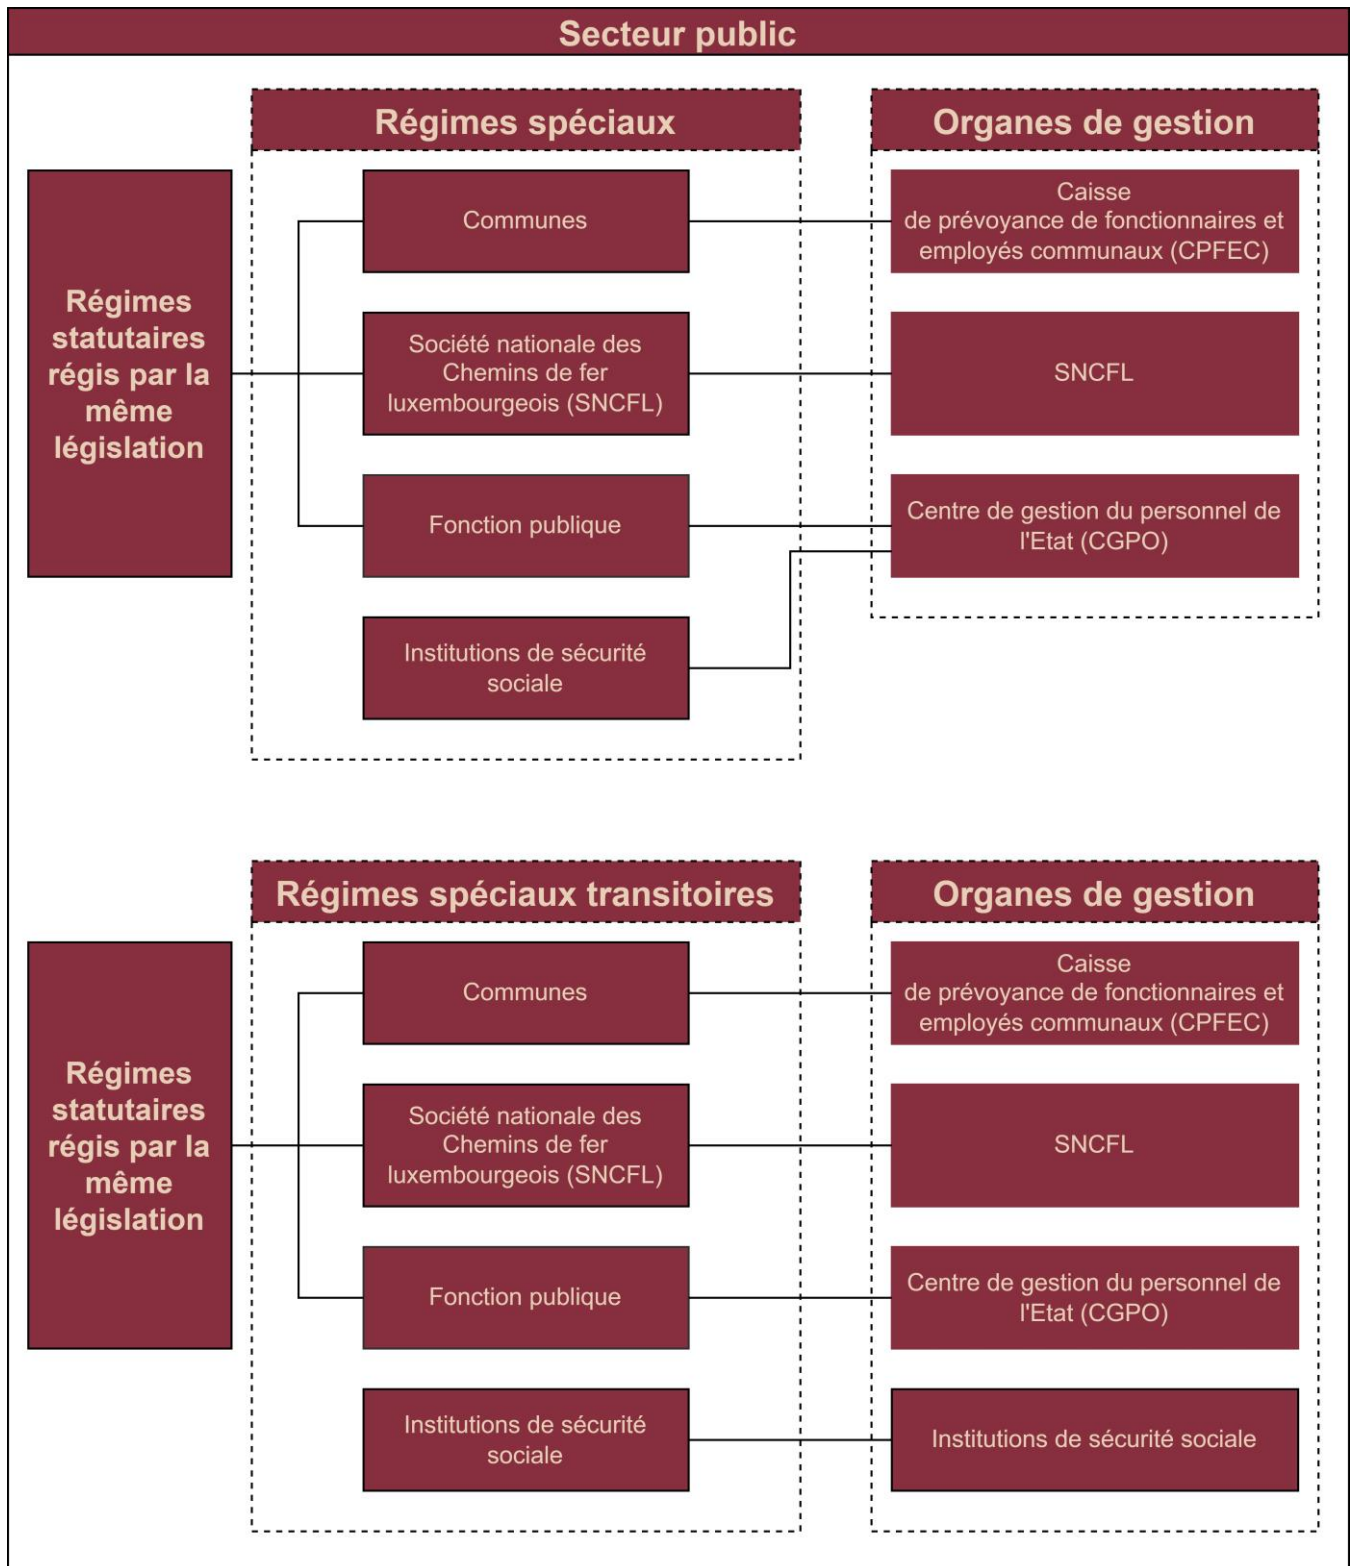 Secteur public
Régimes spéciaux
Organes de gestion
Régimes
statutaires
régis par la
même
législation
Communes
Caisse
de prévoyance de fonctionnaires et
employés communaux (CPFEC)
Société nationale des
Chemins de fer
luxembourgeois (SNCFL)
SNCFL
Fonction publique
Centre de gestion du personnel de
l'Etat (CGPO)
Institutions de sécurité
sociale
Régimes spéciaux transitoires
Organes de gestion
Régimes
statutaires
régis par la
même
législation
Communes
Caisse
de prévoyance de fonctionnaires et
employés communaux (CPFEC)
Société nationale des
Chemins de fer
luxembourgeois (SNCFL)
SNCFL
Fonction publique
Centre de gestion du personnel de
l'Etat (CGPO)
Institutions de sécurité
sociale
Institutions de sécurité sociale